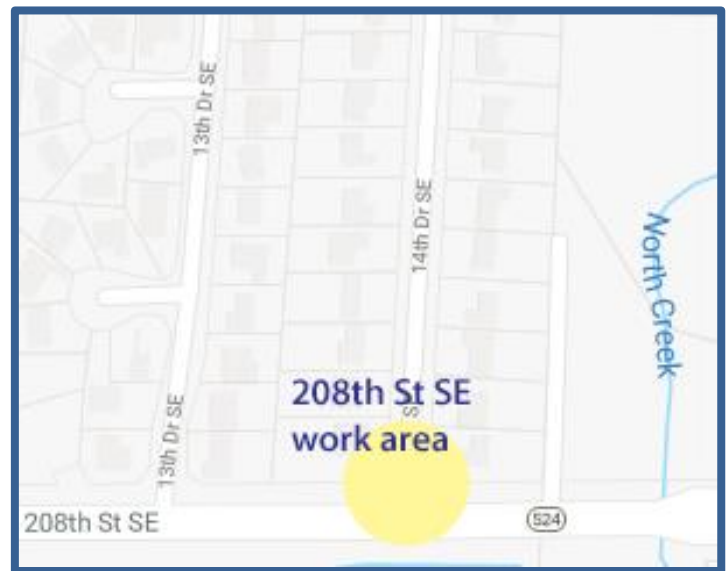 13th Dr SE
14th Dr SE
North Creek
208th St SE
work area
13th Dr SE
208th St SE
524